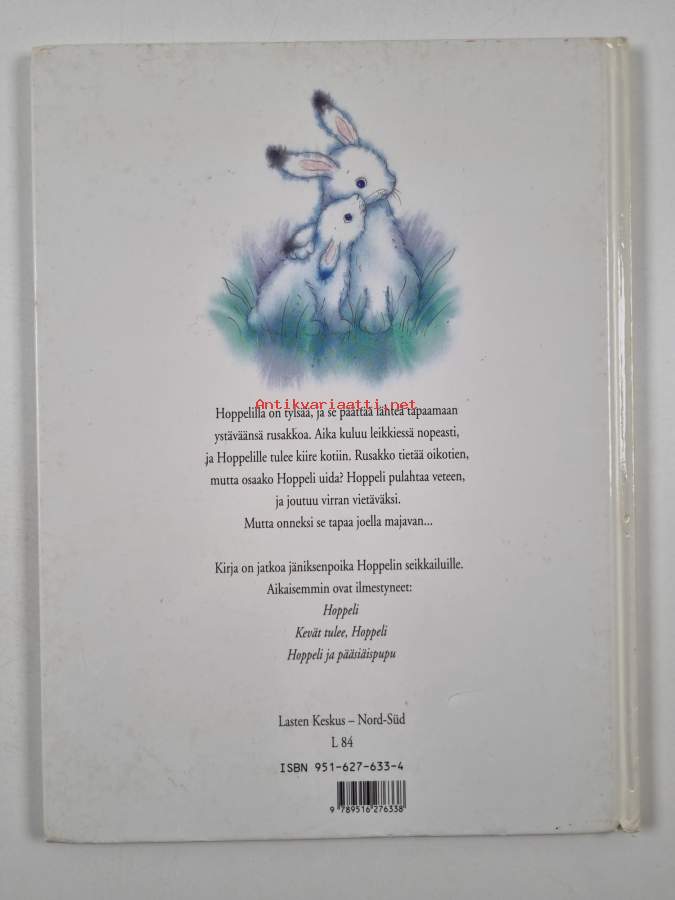 Antikvariaatti.net
Hoppelilla on tylsää, ja se päättää lähteä tapaamaan
ystäväänsä rusakkoa. Aika kuluu leikkiessä nopeasti,
ja Hoppelille tulee kiire kotiin. Rusakko tietää oikotien,
mutta osaako Hoppeli uida? Hoppeli pulahtaa veteen,
ja joutuu virran vietäväksi.
Mutta onneksi se tapaa joella majavan...
Kirja on jatkoa jäniksenpoika Hoppelin seikkailuille.
Aikaisemmin ovat ilmestyneet:
Hoppeli
Kevät tulee, Hoppeli
Hoppeli ja pääsiäispupu
Lasten Keskus – Nord-Süd
L 84
ISBN 951-627-633-4
9 789516 276338